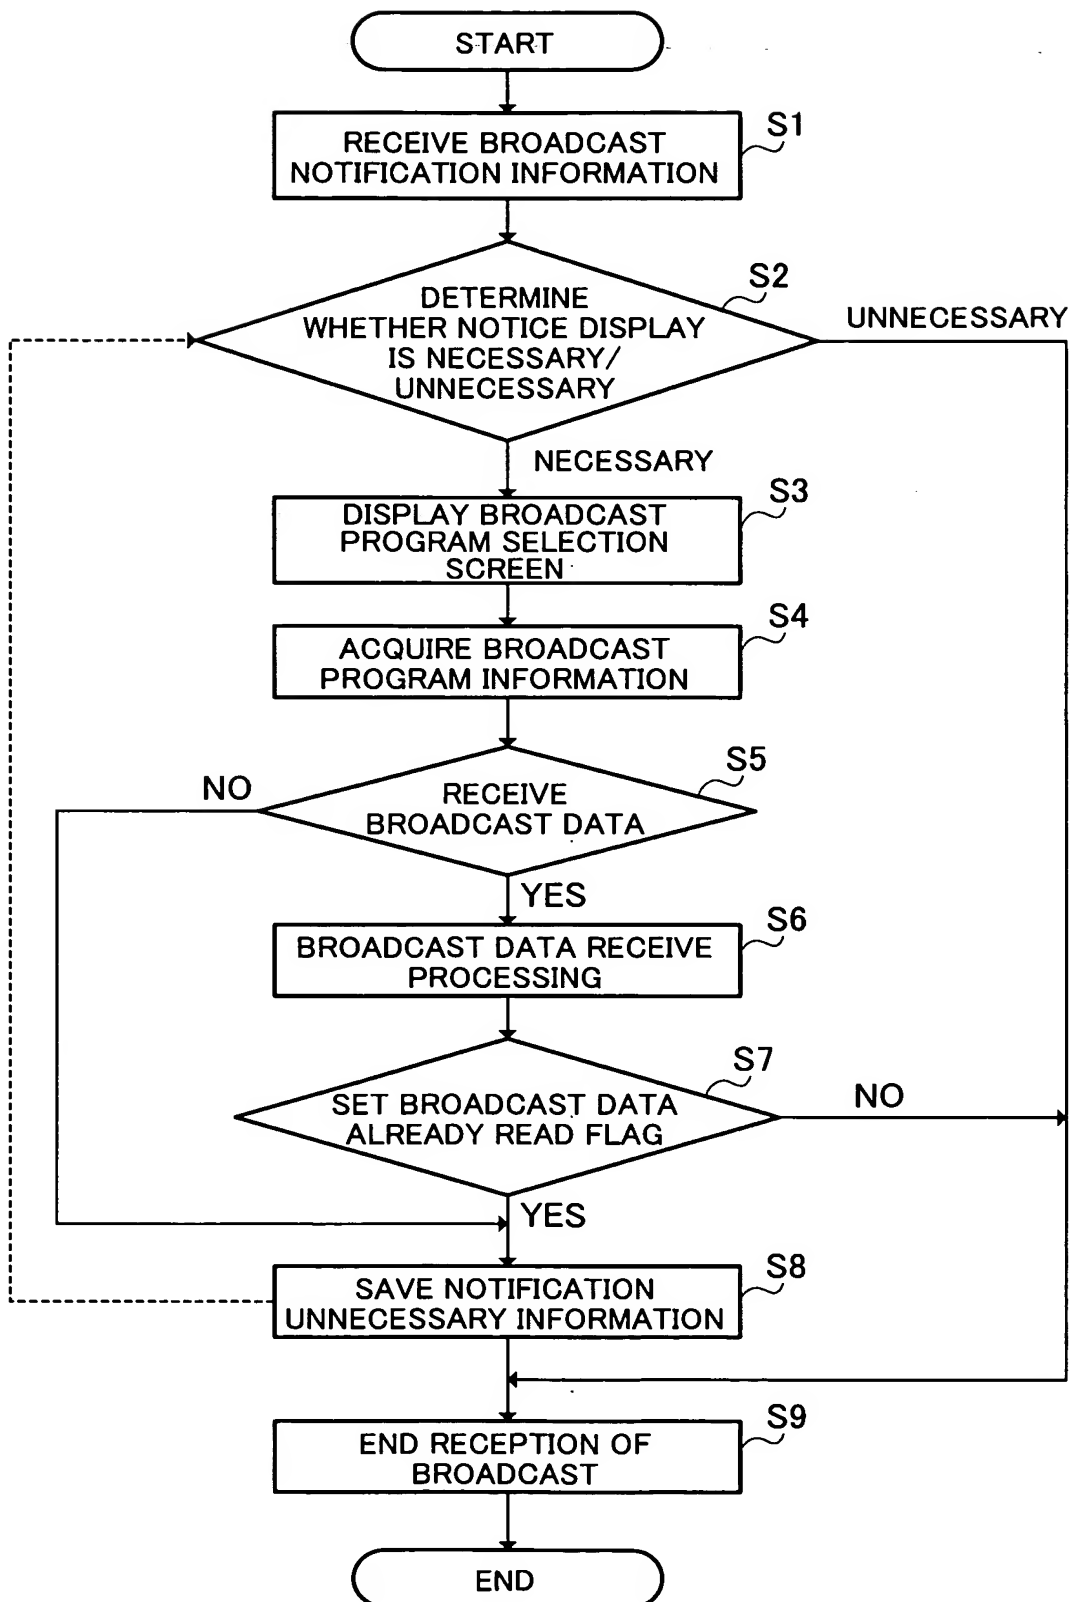 START
S1
RECEIVE BROADCAST
NOTIFICATION INFORMATION
S2
DETERMINE
WHETHER NOTICE DISPLAY
IS NECESSARY/
UNNECESSARY
UNNECESSARY
NECESSARY
S3
DISPLAY BROADCAST
PROGRAM SELECTION
SCREEN
S4
ACQUIRE BROADCAST
PROGRAM INFORMATION
S5
NO
RECEIVE
BROADCAST DATA
YES
S6
BROADCAST DATA RECEIVE
PROCESSING
S7
SET BROADCAST DATA
ALREADY READ FLAG
NO
YES
S8
SAVE NOTIFICATION
UNNECESSARY INFORMATION
S9
END RECEPTION OF
BROADCAST
END